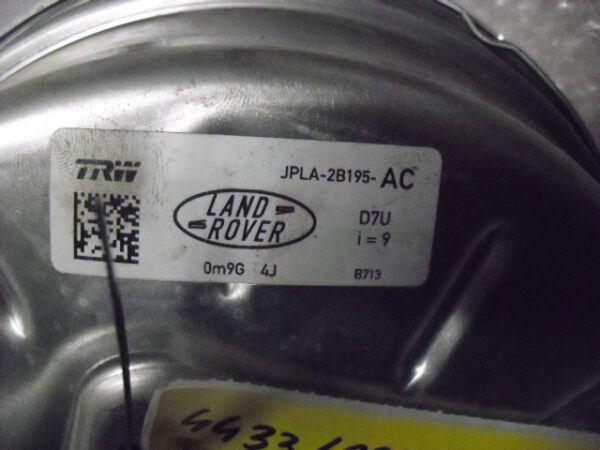 TRW JPLA-2B195-AC
LAND ROVER
D7U
i = 9
0m9G 4J B713